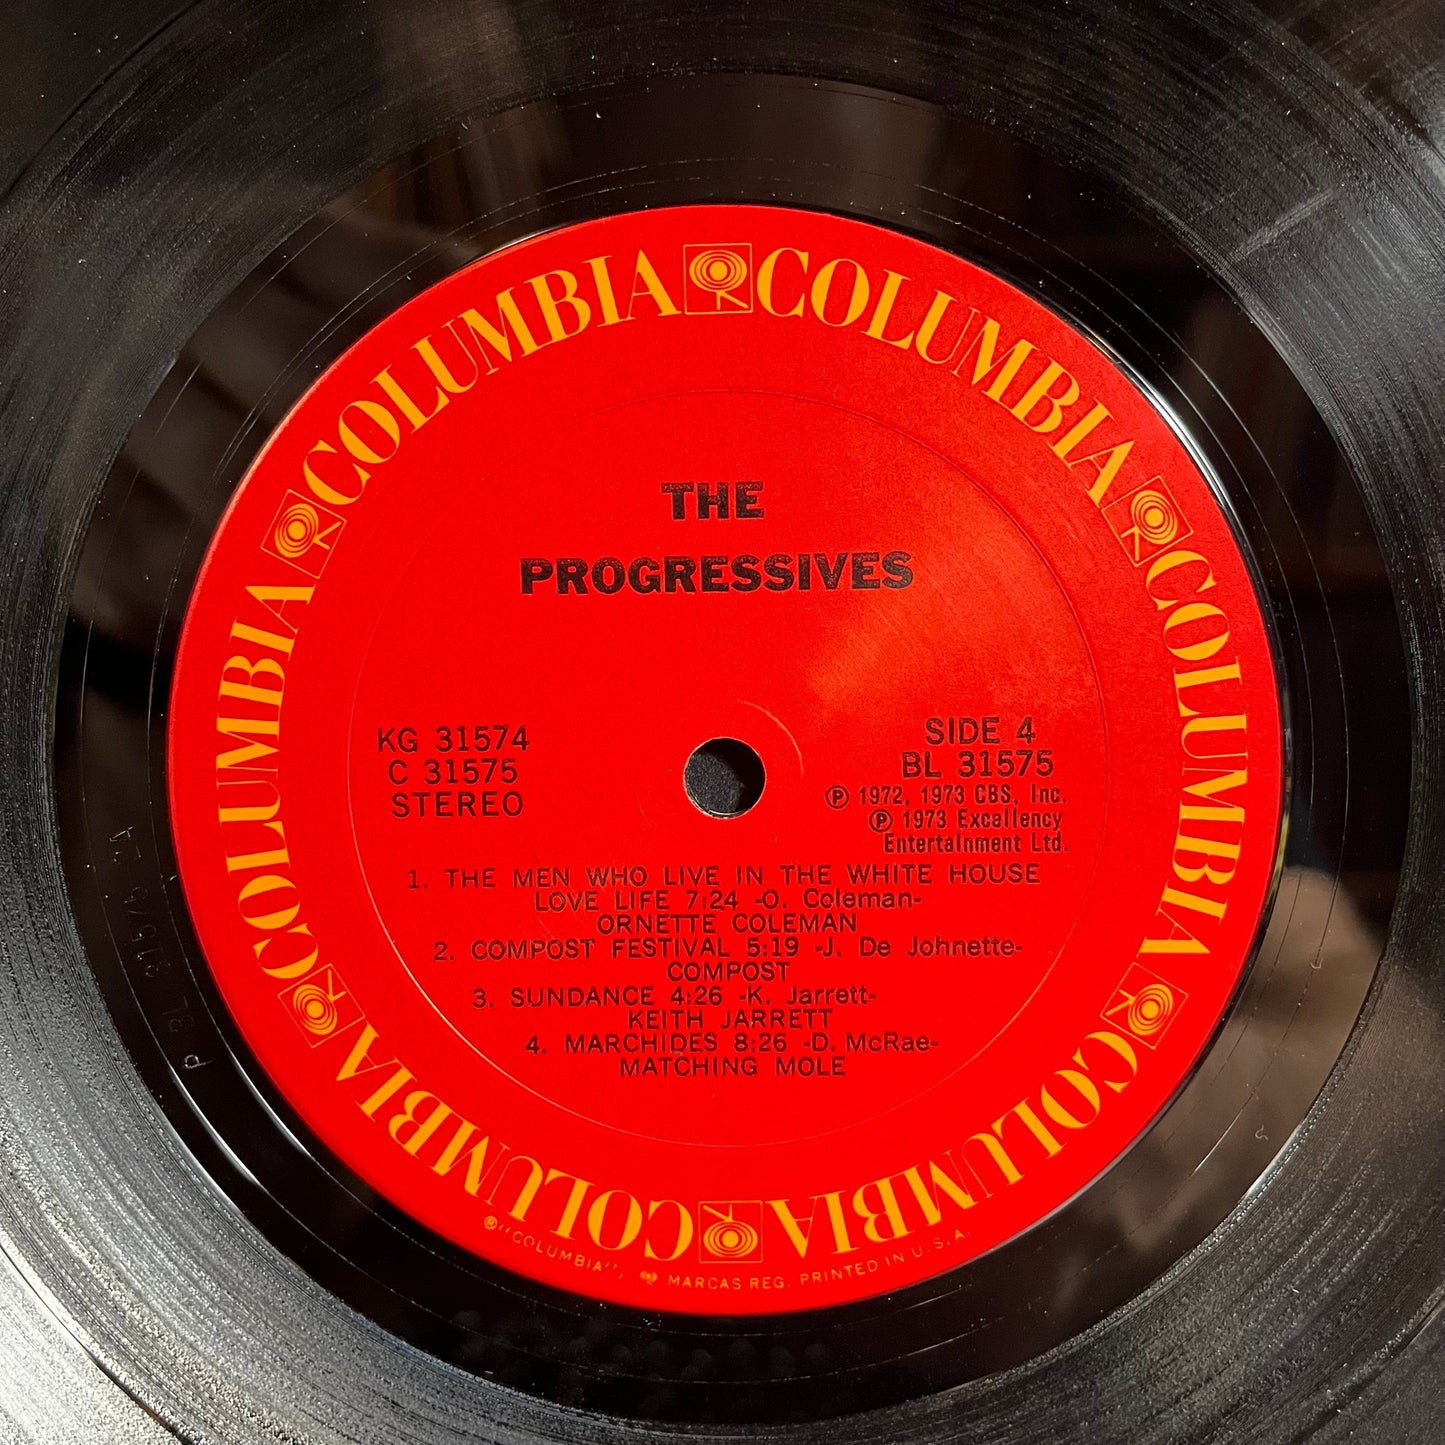 COLUMBIA COLUMBIA COLUMBIA COLUMBIA COLUMBIA COLUMBIA
THE
PROGRESSIVES
KG 31574
C 31575
STEREO
SIDE 4
BL 31575
Ⓟ 1972, 1973 CBS, Inc.
Ⓟ 1973 Excellency
Entertainment Ltd.
1. THE MEN WHO LIVE IN THE WHITE HOUSE
LOVE LIFE 7:24 -O. Coleman-
ORNETTE COLEMAN
2. COMPOST FESTIVAL 5:19 -J. De Johnette-
COMPOST
3. SUNDANCE 4:26 -K. Jarrett-
KEITH JARRETT
4. MARCHIDES 8:26 -D. McRae-
MATCHING MOLE
®"COLUMBIA", MARCAS REG. PRINTED IN U.S.A.
P BL 31575